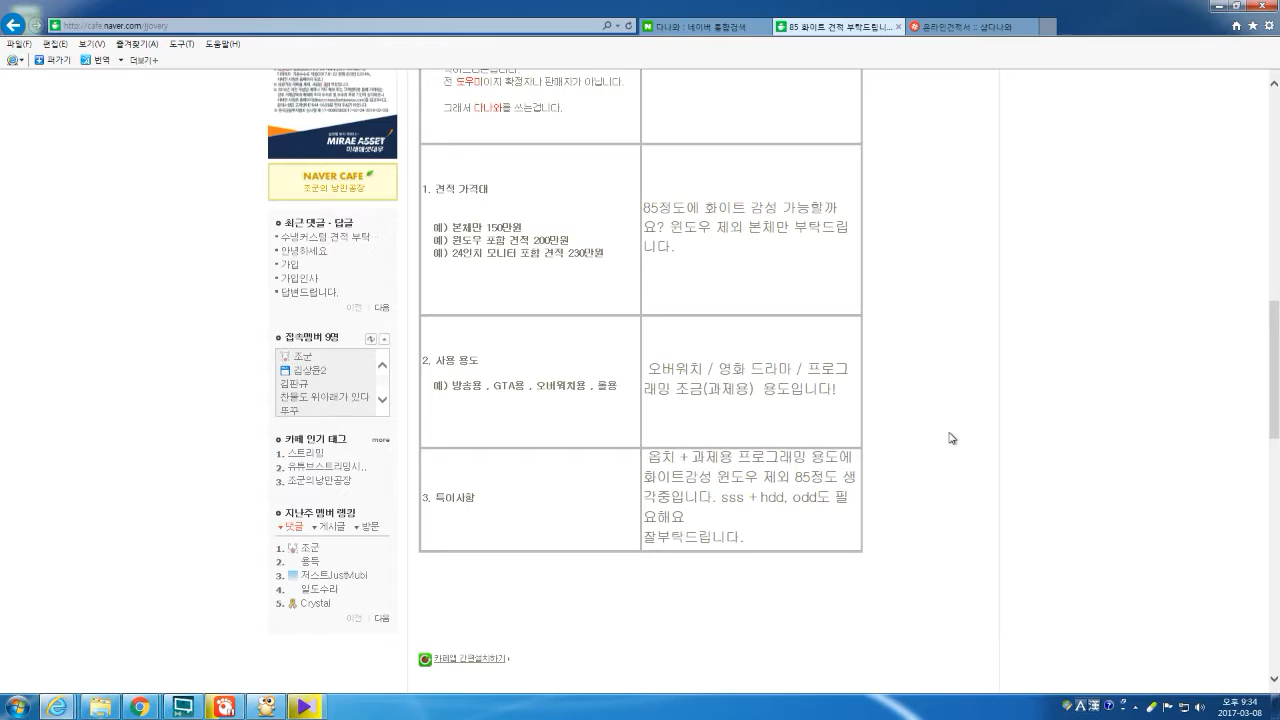 http://cafe.naver.com/jjovery
다나와 : 네이버 통합검색
85 화이트 견적 부탁드립니...
온라인견적서 :: 샵다나와
파일(F) 편집(E) 보기(V) 즐겨찾기(A) 도구(T) 도움말(H)
퍼가기 번역 더보기+
전 도우미이지 확정지나 판매자가 아닙니다.
그래서 다나와를 쓰는겁니다.
MIRAE ASSET
미래에셋대우
NAVER CAFE
조군의 낭만공장
최근 댓글 · 답글
수냉커스텀 견적 부탁…
안녕하세요
가입
가입인사
답변드립니다.
이전 다음
접속멤버 9명
조군
김상윤2
김판규
찬물도 위아래가 있다
뚜꾸
카페 인기 태그 more
1. 스트리밍
2. 유튜브스트리밍시..
3. 조군의낭만공장
지난주 멤버 랭킹
댓글 게시글 방문
1. 조군
2. 용득
3. 저스트JustMubi
4. 일도수라
5. Crystal
이전 다음
1. 견적 가격대
예) 본체만 150만원
예) 윈도우 포함 견적 200만원
예) 24인치 모니터 포함 견적 230만원
85정도에 화이트 감성 가능할까
요? 윈도우 제외 본체만 부탁드립
니다.
2. 사용 용도
예) 방송용 , GTA용 , 오버워치용 , 롤용
오버워치 / 영화 드라마 / 프로그
래밍 조금(과제용) 용도입니다!
3. 특이사항
옵치 + 과제용 프로그래밍 용도에
화이트감성 윈도우 제외 85정도 생
각중입니다. sss + hdd, odd도 필
요해요
잘부탁드립니다.
카페앱 간편설치하기 ›
오후 9:34
2017-03-08